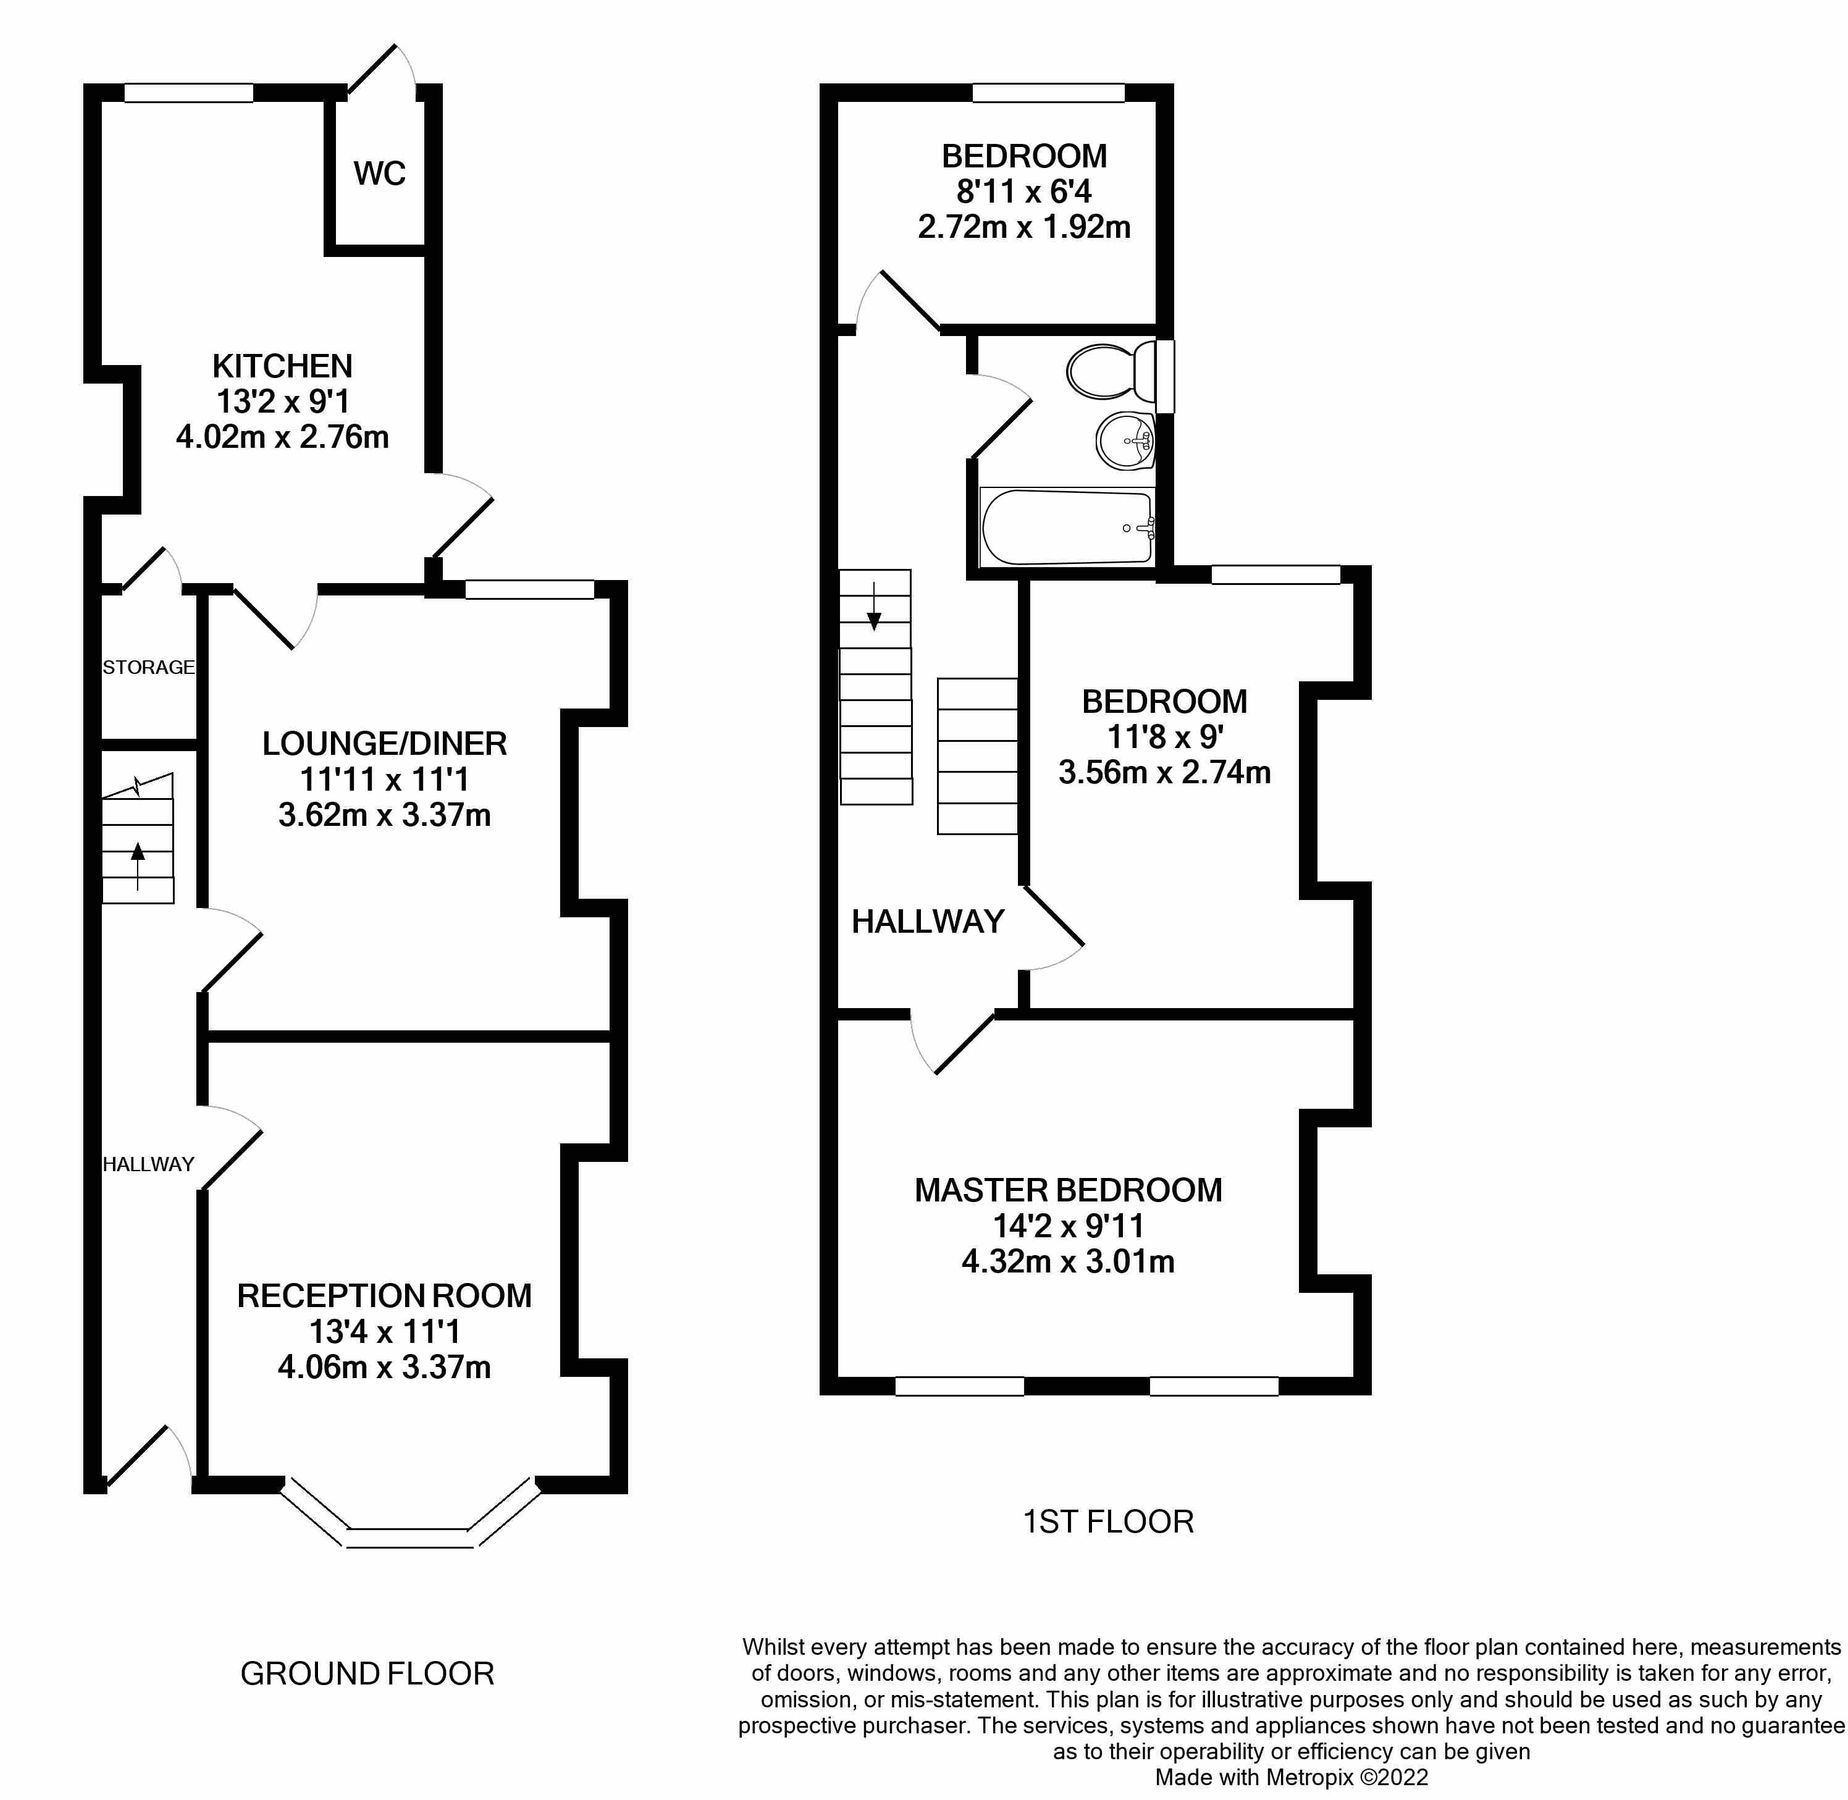 WC
KITCHEN
13'2 x 9'1
4.02m x 2.76m
STORAGE
LOUNGE/DINER
11'11 x 11'1
3.62m x 3.37m
HALLWAY
RECEPTION ROOM
13'4 x 11'1
4.06m x 3.37m
GROUND FLOOR
BEDROOM
8'11 x 6'4
2.72m x 1.92m
BEDROOM
11'8 x 9'
3.56m x 2.74m
HALLWAY
MASTER BEDROOM
14'2 x 9'11
4.32m x 3.01m
1ST FLOOR
Whilst every attempt has been made to ensure the accuracy of the floor plan contained here, measurements
of doors, windows, rooms and any other items are approximate and no responsibility is taken for any error,
omission, or mis-statement. This plan is for illustrative purposes only and should be used as such by any
prospective purchaser. The services, systems and appliances shown have not been tested and no guarantee
as to their operability or efficiency can be given
Made with Metropix ©2022